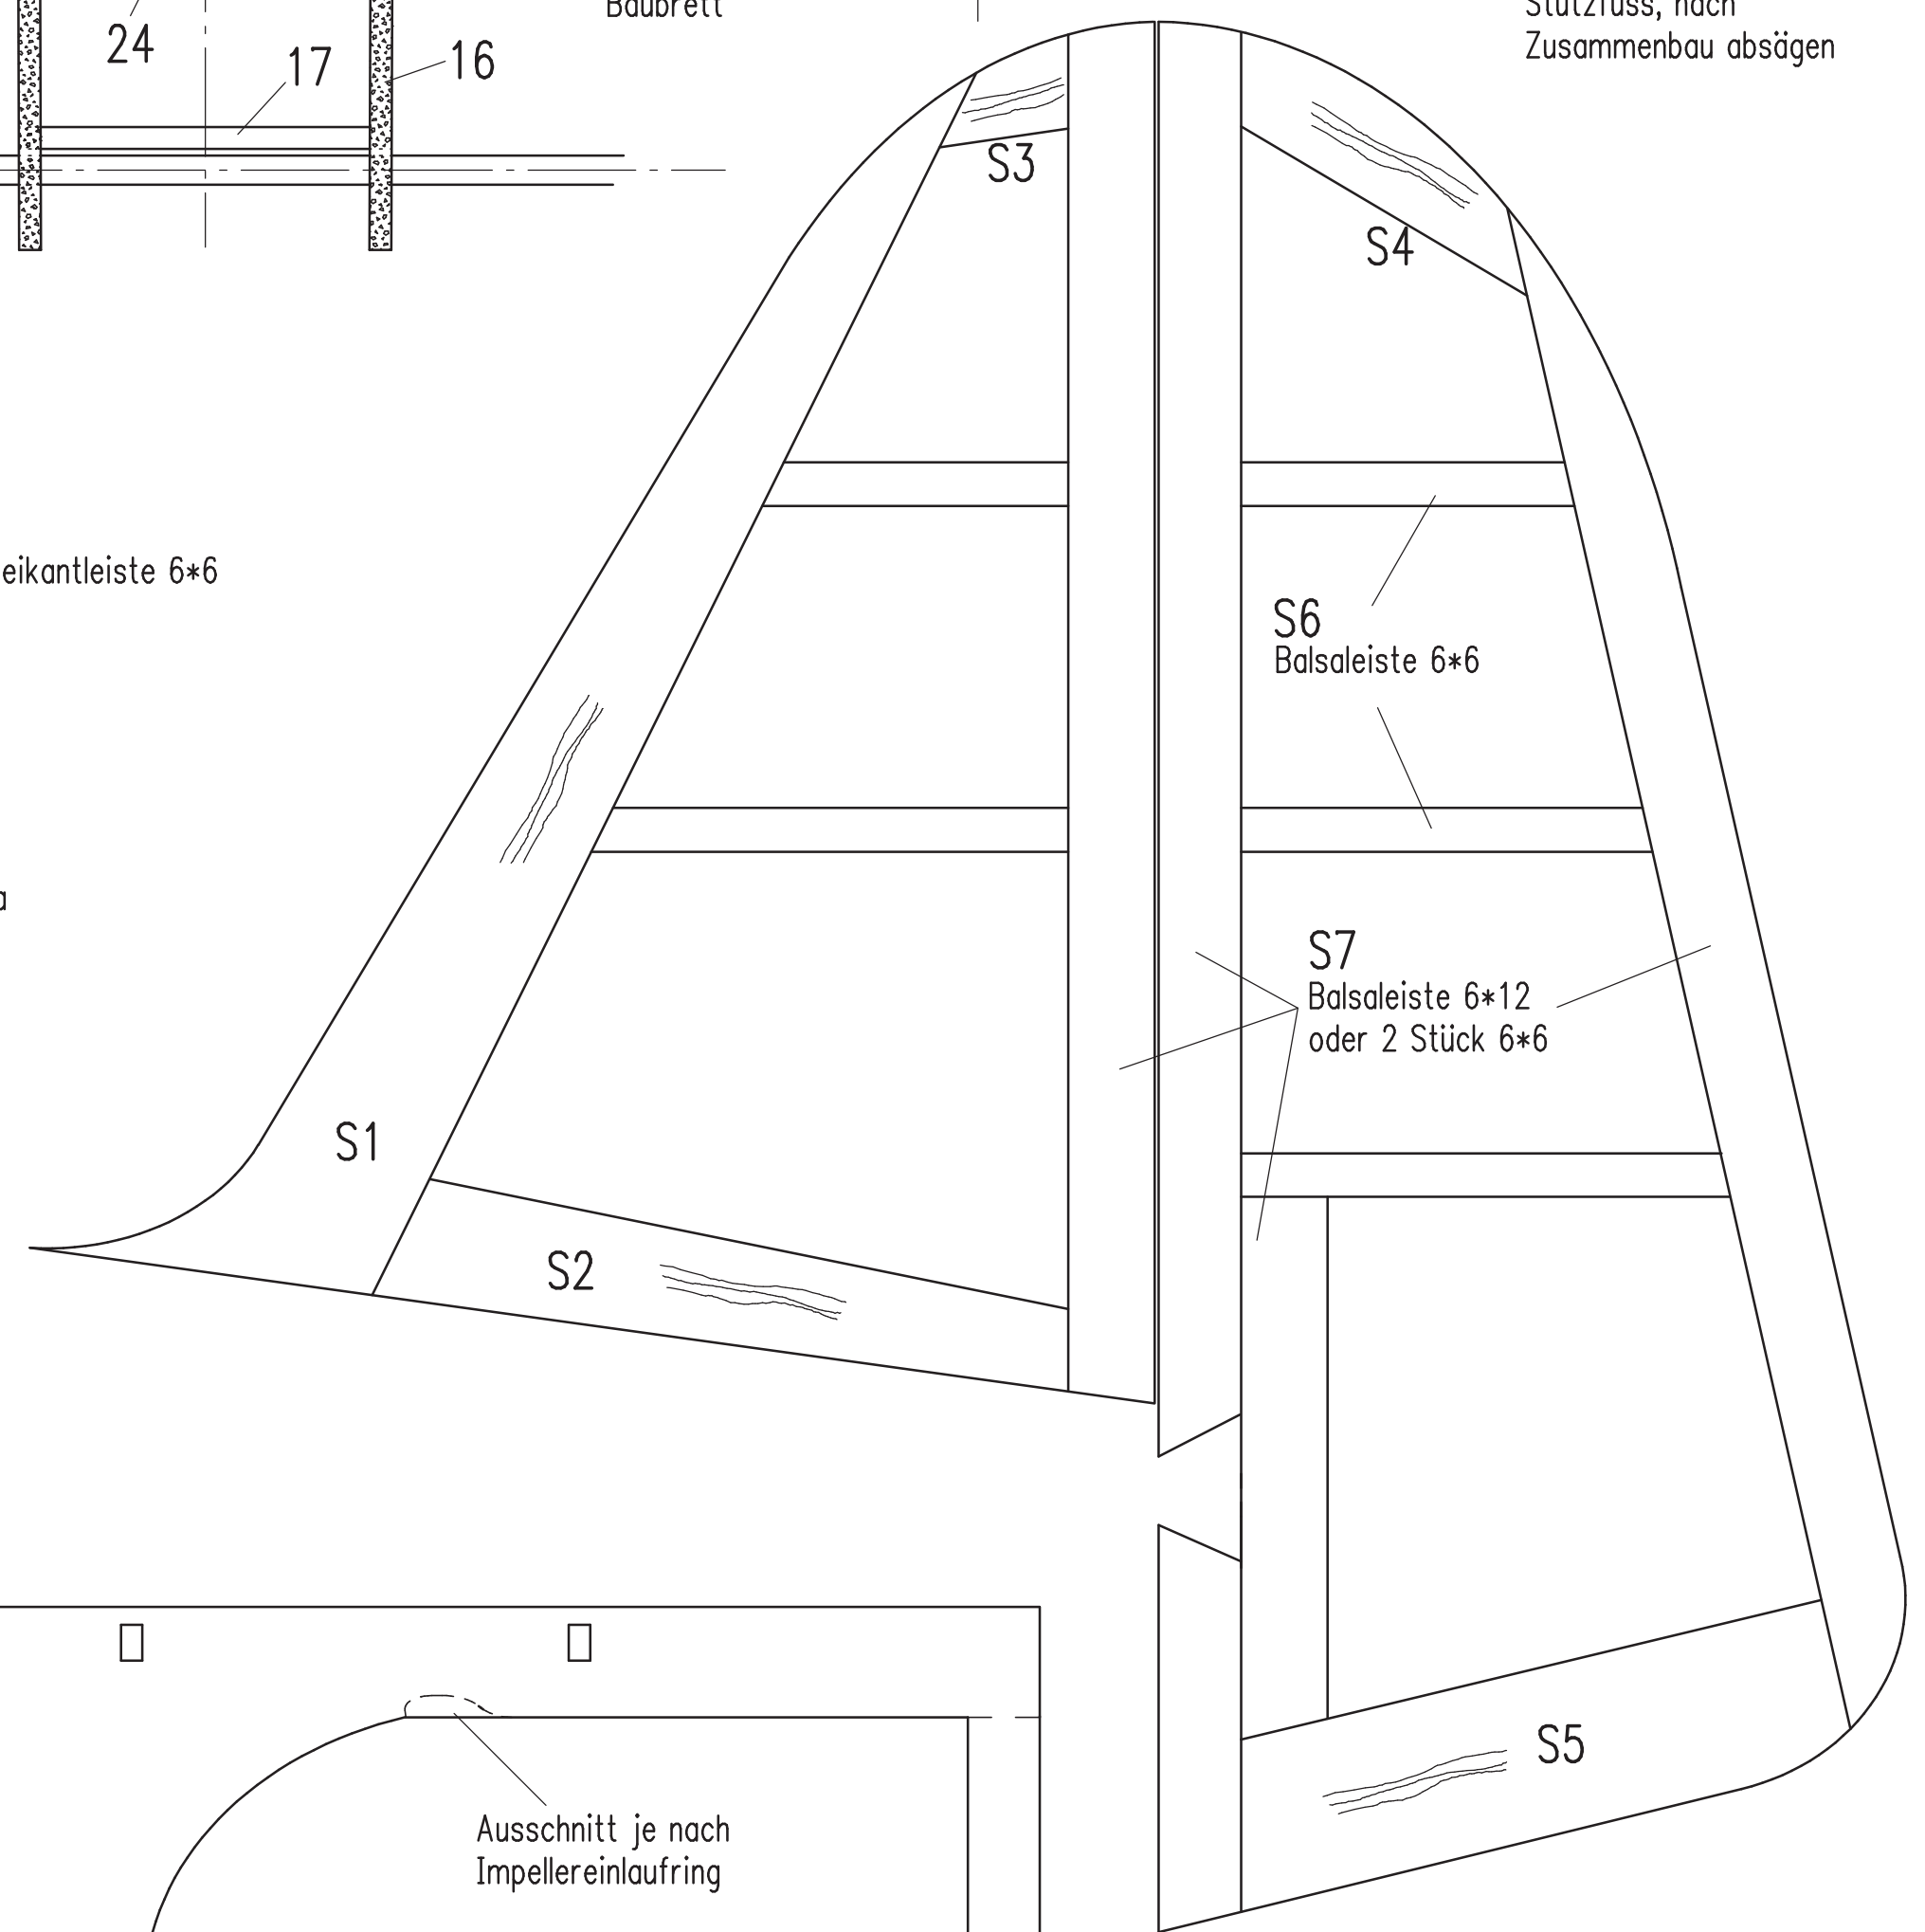 Baubrett
Stützfuss, nach
Zusammenbau absägen
24
17
16
S3
S4
eikantleiste 6*6
S6
Balsaleiste 6*6
a
S7
Balsaleiste 6*12
oder 2 Stück 6*6
S1
S2
S5
Ausschnitt je nach
Impellereinlaufring